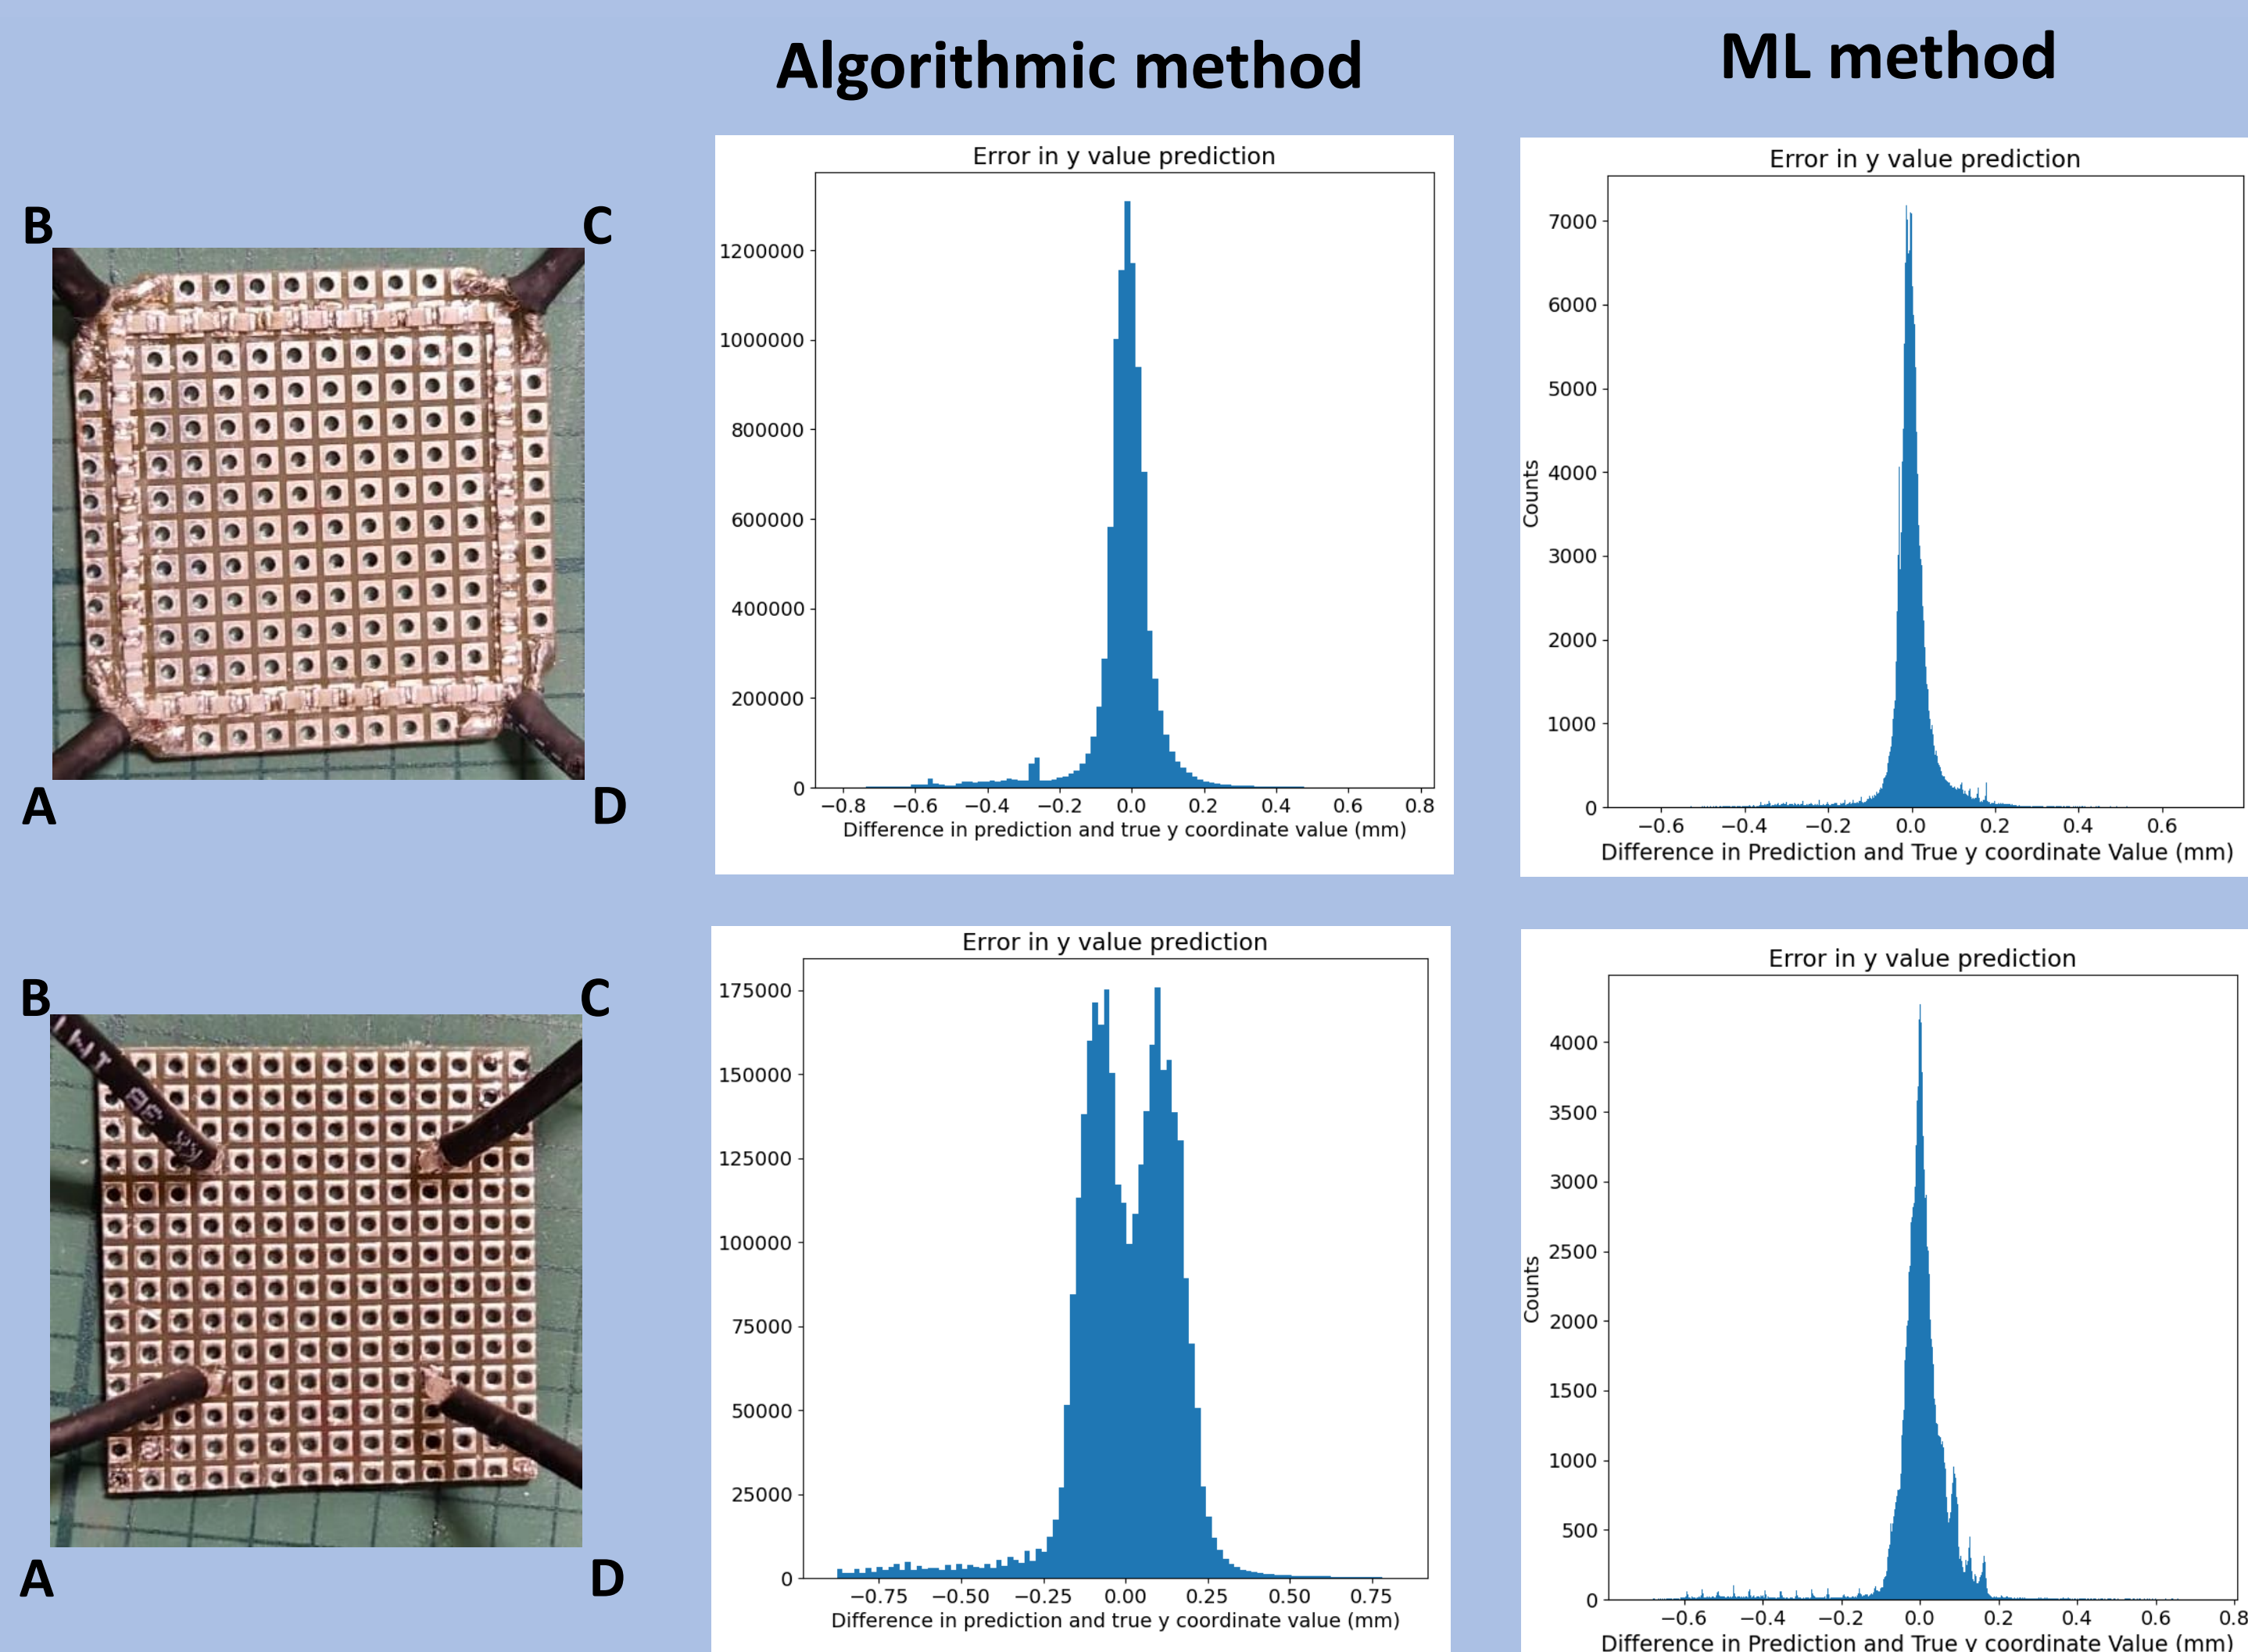 Algorithmic method
ML method
B
C
A
D
Error in y value prediction
1200000
1000000
800000
600000
400000
200000
0
−0.8 −0.6 −0.4 −0.2 0.0 0.2 0.4 0.6 0.8
Difference in prediction and true y coordinate value (mm)
Error in y value prediction
Counts
7000
6000
5000
4000
3000
2000
1000
0
−0.6 −0.4 −0.2 0.0 0.2 0.4 0.6
Difference in Prediction and True y coordinate Value (mm)
B
C
A
D
Error in y value prediction
175000
150000
125000
100000
75000
50000
25000
0
−0.75 −0.50 −0.25 0.00 0.25 0.50 0.75
Difference in prediction and true y coordinate value (mm)
Error in y value prediction
Counts
4000
3500
3000
2500
2000
1500
1000
500
0
−0.6 −0.4 −0.2 0.0 0.2 0.4 0.6 0.8
Difference in Prediction and True y coordinate Value (mm)